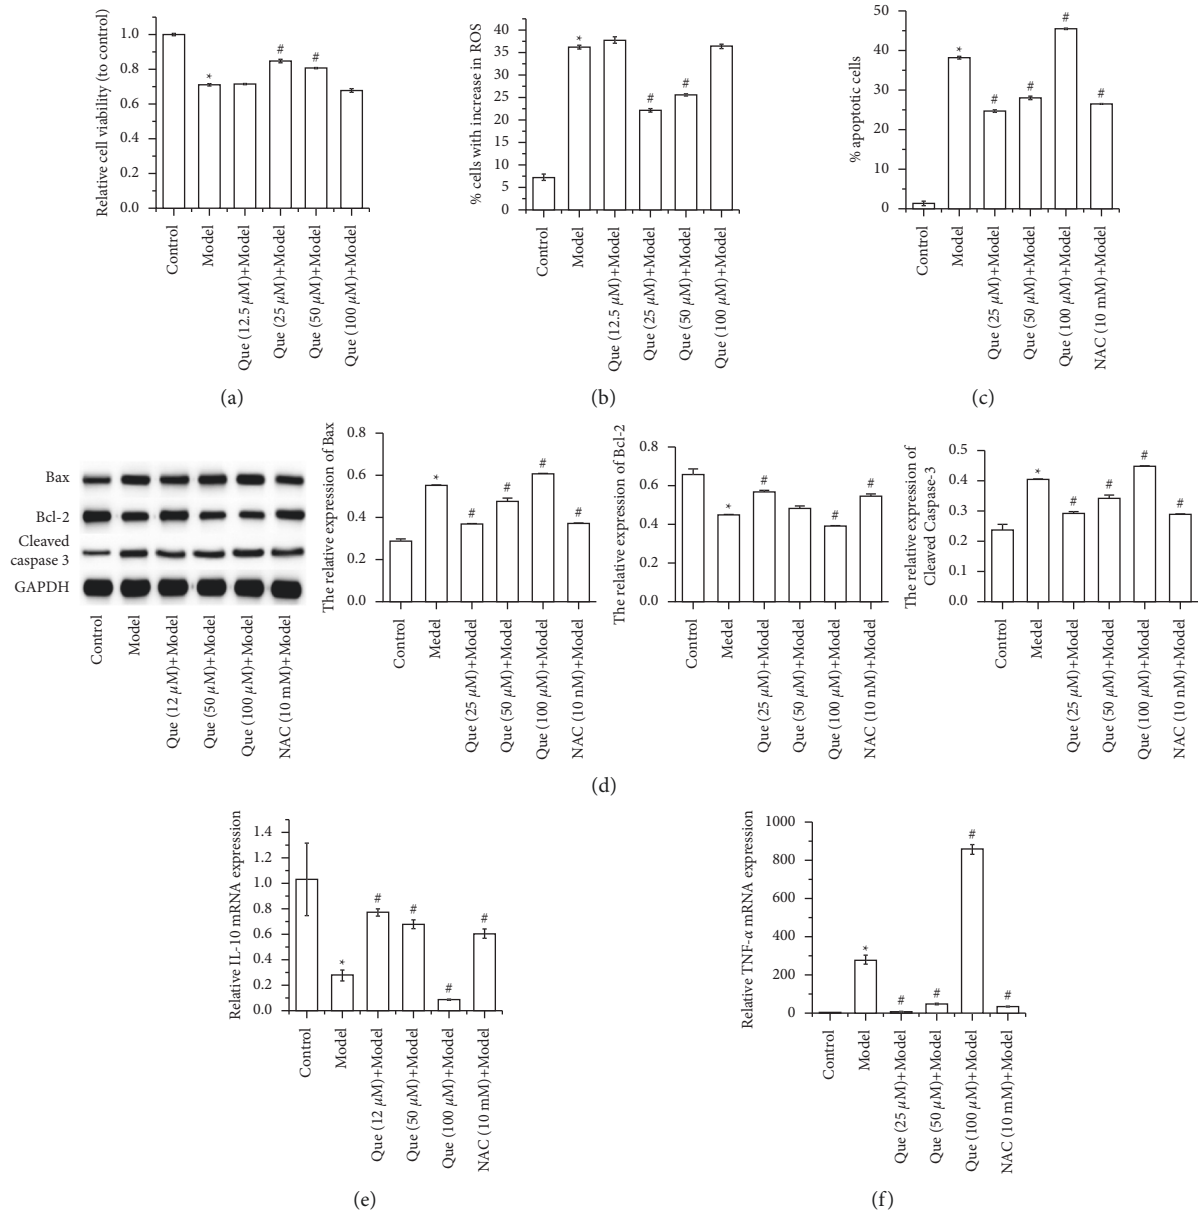 Relative cell viability (to control)
1.0
0.8
0.6
0.4
0.2
0.0
*
#
#
Control
Model
Que (12.5 µM)+Model
Que (25 µM)+Model
Que (50 µM)+Model
Que (100 µM)+Model
(a)
% cells with increase in ROS
40
35
30
25
20
15
10
5
0
*
#
#
Control
Model
Que (12.5 µM)+Model
Que (25 µM)+Model
Que (50 µM)+Model
Que (100 µM)+Model
(b)
% apoptotic cells
50
40
30
20
10
0
*
#
#
#
#
Control
Model
Que (25 µM)+Model
Que (50 µM)+Model
Que (100 µM)+Model
NAC (10 mM)+Model
(c)
Bax
Bcl-2
Cleaved
caspase 3
GAPDH
Control
Model
Que (12 µM)+Model
Que (50 µM)+Model
Que (100 µM)+Model
NAC (10 mM)+Model
The relative expression of Bax
0.8
0.6
0.4
0.2
0.0
*
#
#
#
#
Control
Medel
Que (25 µM)+Model
Que (50 µM)+Model
Que (100 µM)+Model
NAC (10 nM)+Model
The relative expression of Bcl-2
0.8
0.6
0.4
0.2
0.0
*
#
#
#
Control
Medel
Que (25 µM)+Model
Que (50 µM)+Model
Que (100 µM)+Model
NAC (10 nM)+Model
The relative expression of
Cleaved Caspase-3
0.5
0.4
0.3
0.2
0.1
0.0
*
#
#
#
#
Control
Medel
Que (25 µM)+Model
Que (50 µM)+Model
Que (100 µM)+Model
NAC (10 nM)+Model
(d)
Relative IL-10 mRNA expression
1.4
1.2
1.0
0.8
0.6
0.4
0.2
0.0
*
#
#
#
#
Control
Model
Que (12 µM)+Model
Que (50 µM)+Model
Que (100 µM)+Model
NAC (10 mM)+Model
(e)
Relative TNF-α mRNA expression
1000
800
600
400
200
0
*
#
#
#
#
Control
Model
Que (25 µM)+Model
Que (50 µM)+Model
Que (100 µM)+Model
NAC (10 mM)+Model
(f)